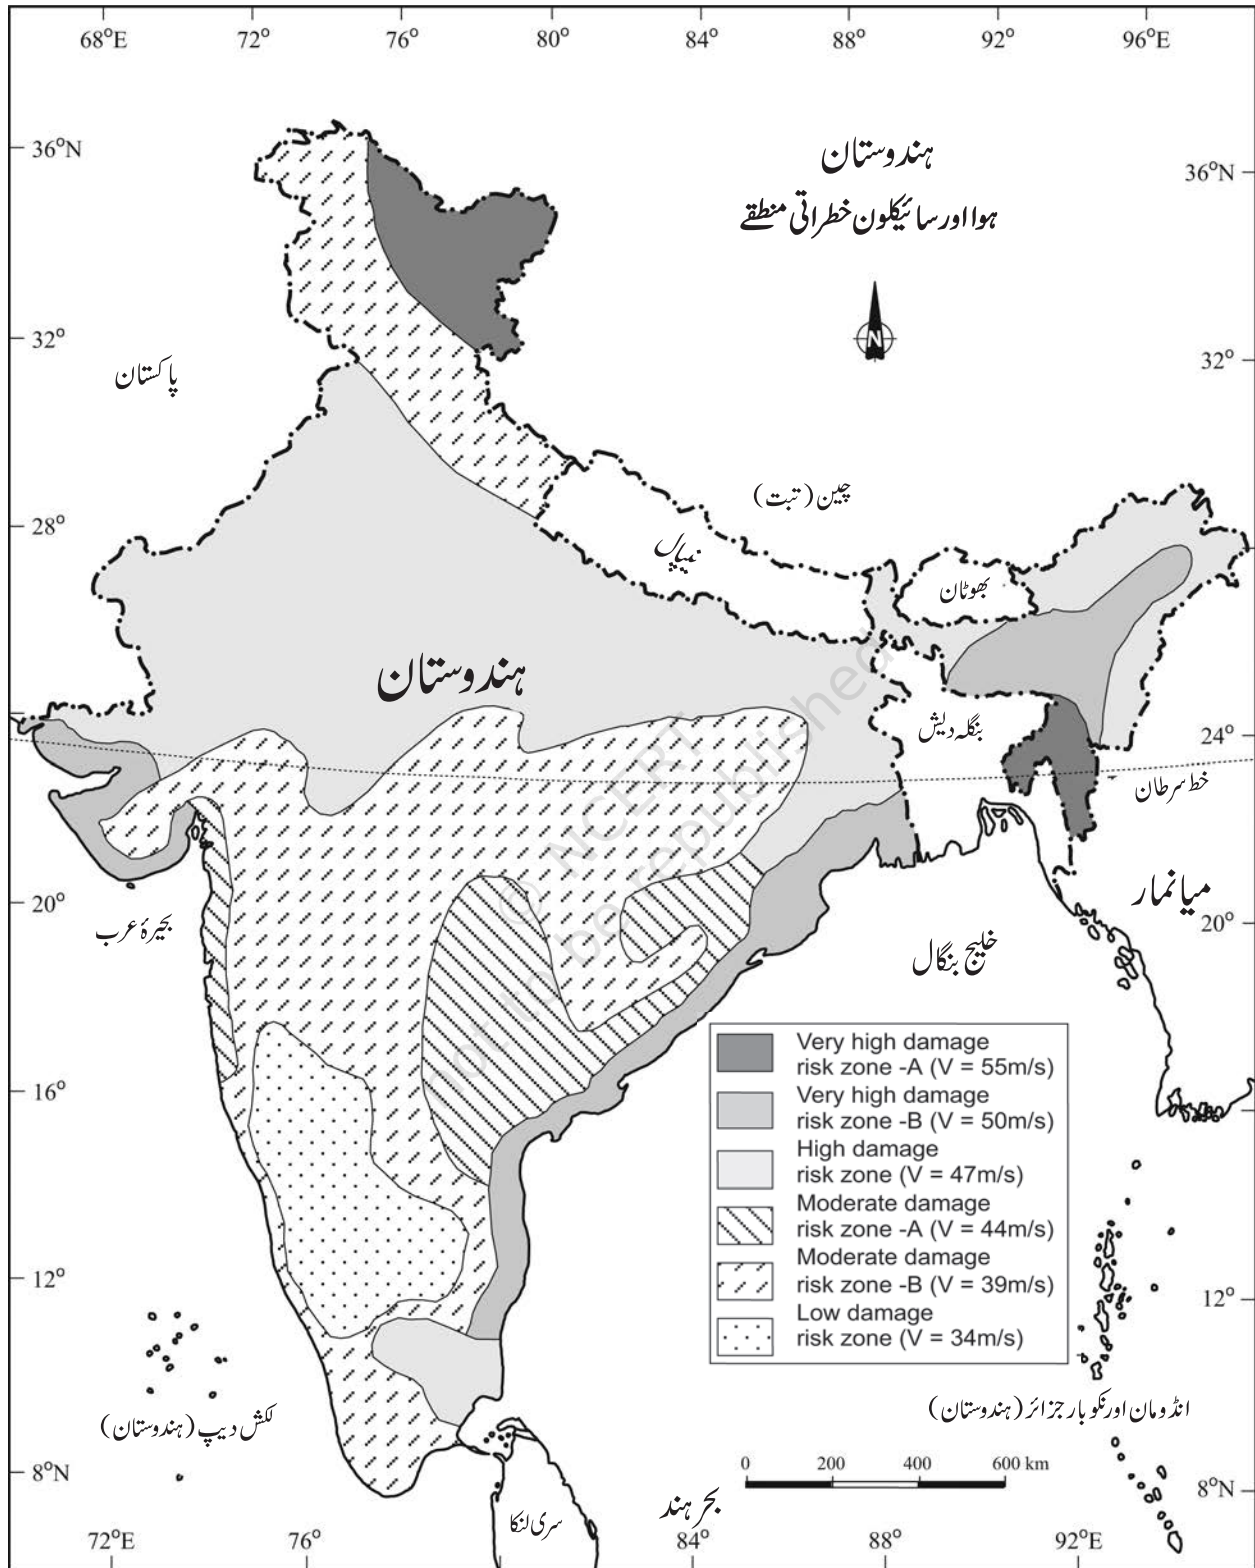 68°E 72° 76° 80° 84° 88° 92° 96°E
36°N
36°N
ہندوستان
ہوا اور سائیکلون خطراتی منطقے
N
32°
32°
پاکستان
چین (تبت)
28°
نیپال
بھوٹان
ہندوستان
بنگلہ دیش
24°
خط سرطان
© NCERT
not to be republished
20°
بحیرۂ عرب
میانمار
20°
خلیج بنگال
Very high damage
risk zone -A (V = 55m/s)
Very high damage
risk zone -B (V = 50m/s)
High damage
risk zone (V = 47m/s)
Moderate damage
risk zone -A (V = 44m/s)
Moderate damage
risk zone -B (V = 39m/s)
Low damage
risk zone (V = 34m/s)
16°
12°
12°
لکش دیپ (ہندوستان)
انڈومان اور نکوبار جزائر (ہندوستان)
0 200 400 600 km
8°N
8°N
بحر ہند
سری لنکا
72° 76° 84° 88° 92°E